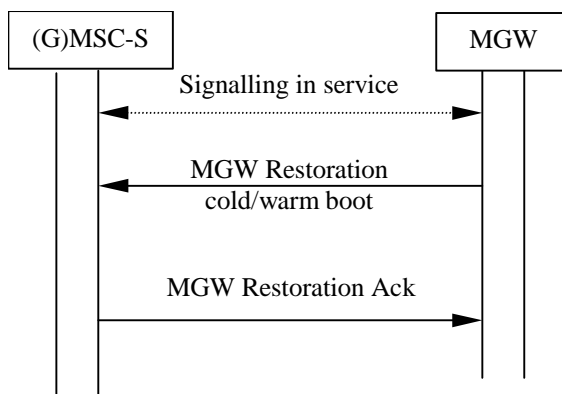 (G)MSC-S
MGW
Signalling in service
MGW Restoration
cold/warm boot
MGW Restoration Ack